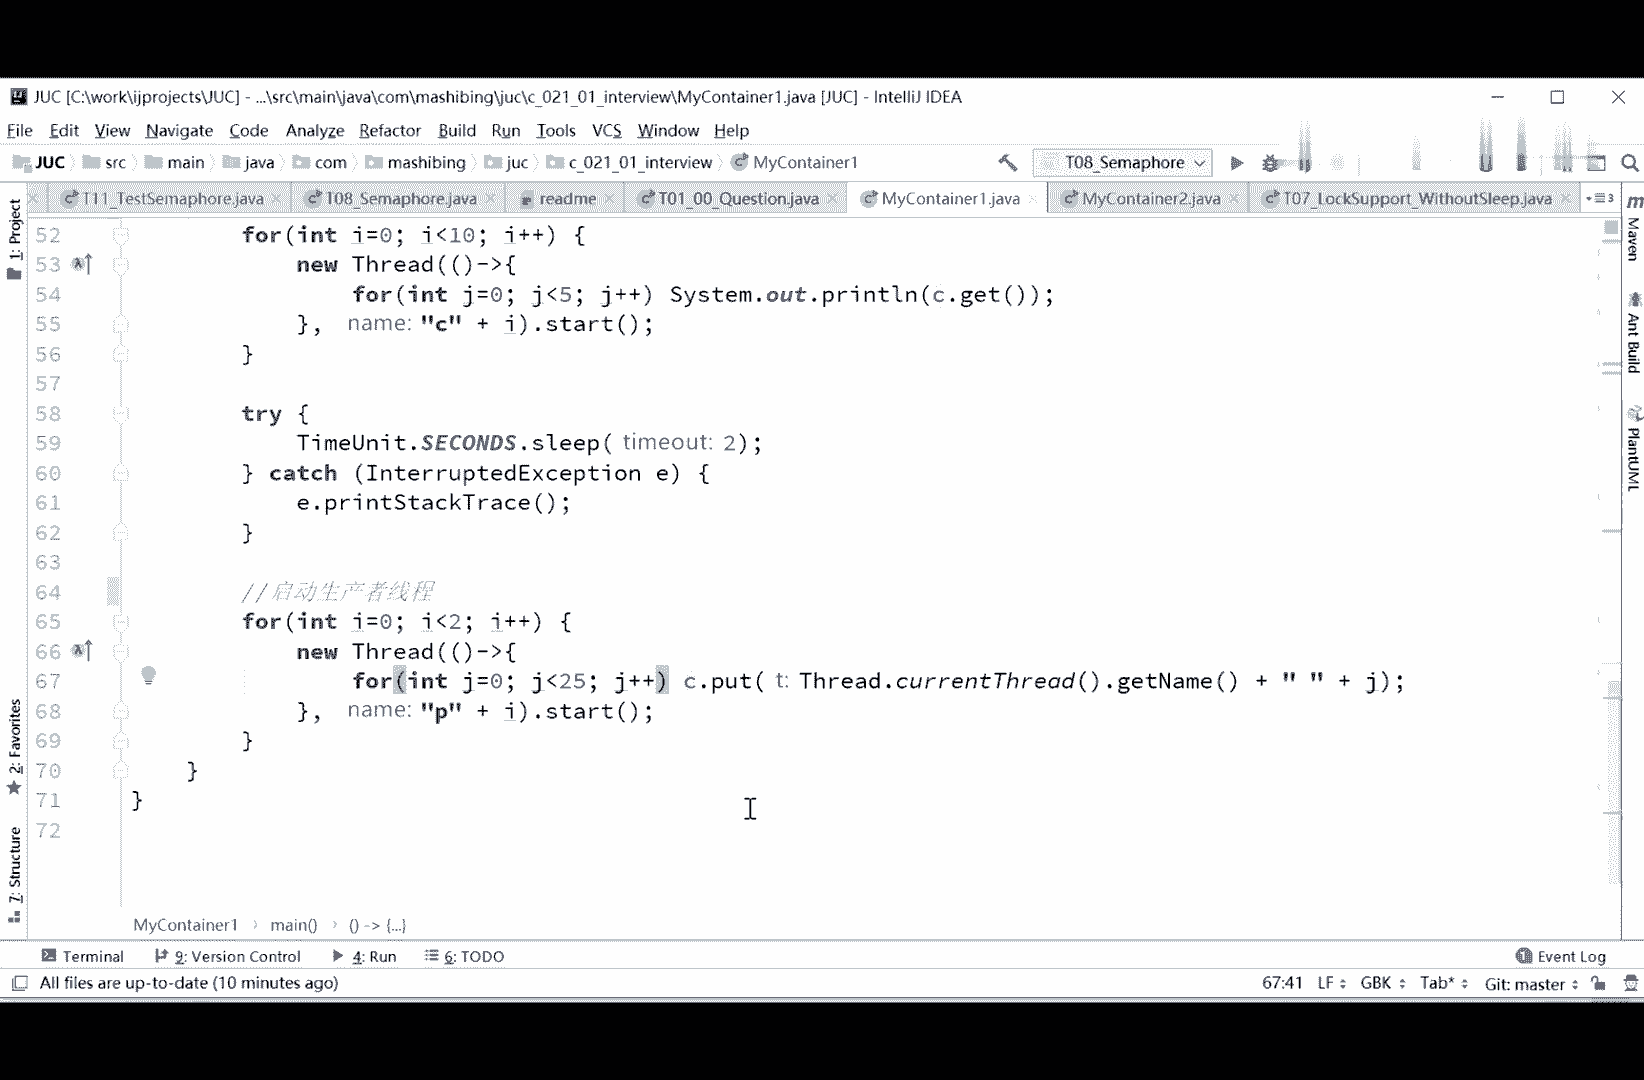 JUC [C:\work\ijprojects\JUC] - ...\src\main\java\com\mashibing\juc\c_021_01_interview\MyContainer1.java [JUC] - IntelliJ IDEA
File Edit View Navigate Code Analyze Refactor Build Run Tools VCS Window Help
JUC src main java com mashibing juc c_021_01_interview MyContainer1 T08_Semaphore
T11_TestSemaphore.java T08_Semaphore.java readme T01_00_Question.java MyContainer1.java MyContainer2.java T07_LockSupport_WithoutSleep.java
1: Project
2: Favorites
7: Structure
52 for(int i=0; i<10; i++) {
53 new Thread(()->{
54 for(int j=0; j<5; j++) System.out.println(c.get());
55 }, name: "c" + i).start();
56 }
57
58 try {
59 TimeUnit.SECONDS.sleep( timeout: 2);
60 } catch (InterruptedException e) {
61 e.printStackTrace();
62 }
63
64 //启动生产者线程
65 for(int i=0; i<2; i++) {
66 new Thread(()->{
67 for(int j=0; j<25; j++) c.put( t: Thread.currentThread().getName() + " " + j);
68 }, name: "p" + i).start();
69 }
70 }
71 }
72
Maven
Ant Build
PlantUML
MyContainer1 main() () -> {...}
Terminal 9: Version Control 4: Run 6: TODO Event Log
All files are up-to-date (10 minutes ago) 67:41 LF GBK Tab* Git: master